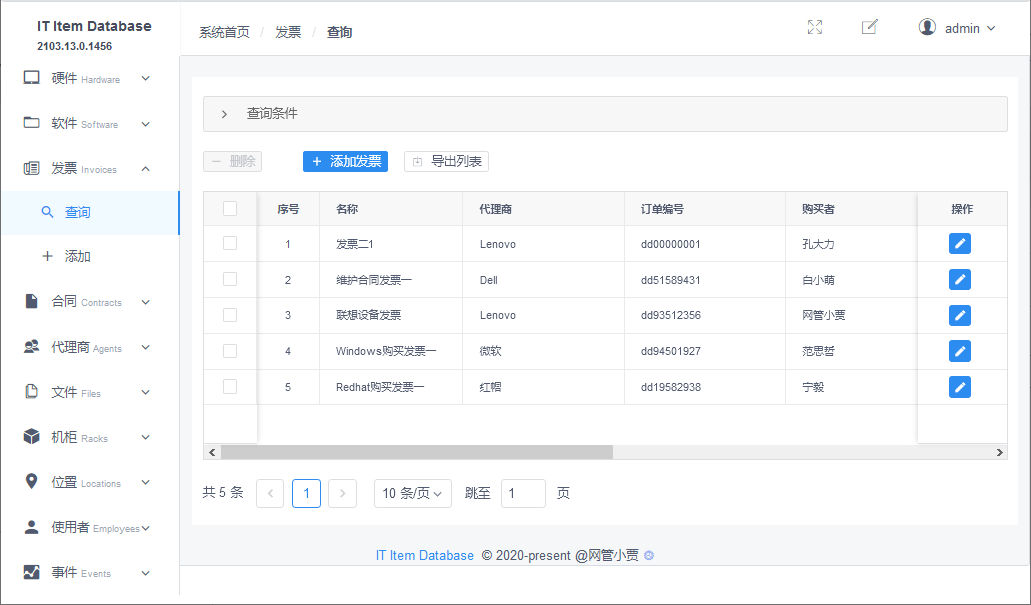 IT Item Database
2103.13.0.1456
系统首页 / 发票 / 查询
admin
硬件 Hardware
软件 Software
发票 Invoices
查询
添加
合同 Contracts
代理商 Agents
文件 Files
机柜 Racks
位置 Locations
使用者 Employees
事件 Events
查询条件
删除 添加发票 导出列表
序号 名称 代理商 订单编号 购买者 操作
1 发票二1 Lenovo dd00000001 孔大力
2 维护合同发票一 Dell dd51589431 白小萌
3 联想设备发票 Lenovo dd93512356 网管小贾
4 Windows购买发票一 微软 dd94501927 范思哲
5 Redhat购买发票一 红帽 dd19582938 宁毅
共 5 条 1 10 条/页 跳至 1 页
IT Item Database © 2020-present @网管小贾